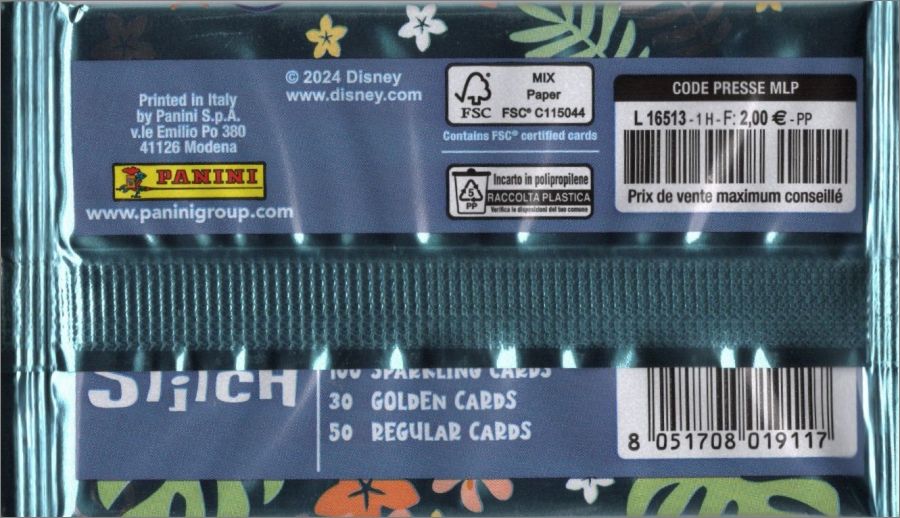 © 2024 Disney
www.disney.com
Printed in Italy
by Panini S.p.A.
v.le Emilio Po 380
41126 Modena
PANINI
www.paninigroup.com
FSC
MIX
Paper
FSC® C115044
Contains FSC® certified cards
5
PP
Incarto in polipropilene
RACCOLTA PLASTICA
Verifica le disposizioni del tuo comune
CODE PRESSE MLP
L 16513 - 1 H - F: 2,00 € - PP
Prix de vente maximum conseillé
Stitch
100 SPARKLING CARDS
30 GOLDEN CARDS
50 REGULAR CARDS
8 051708 019117